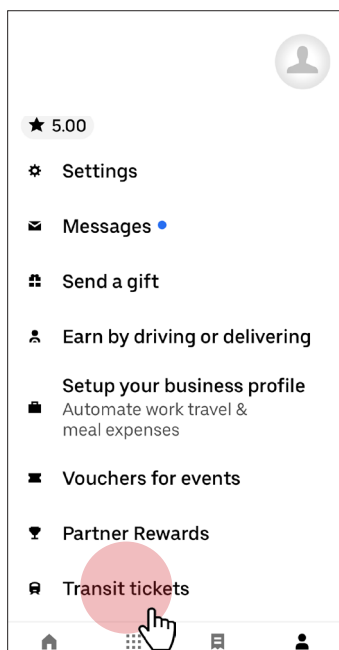 ★ 5.00
Settings
Messages
Send a gift
Earn by driving or delivering
Setup your business profile
Automate work travel &
meal expenses
Vouchers for events
Partner Rewards
Transit tickets